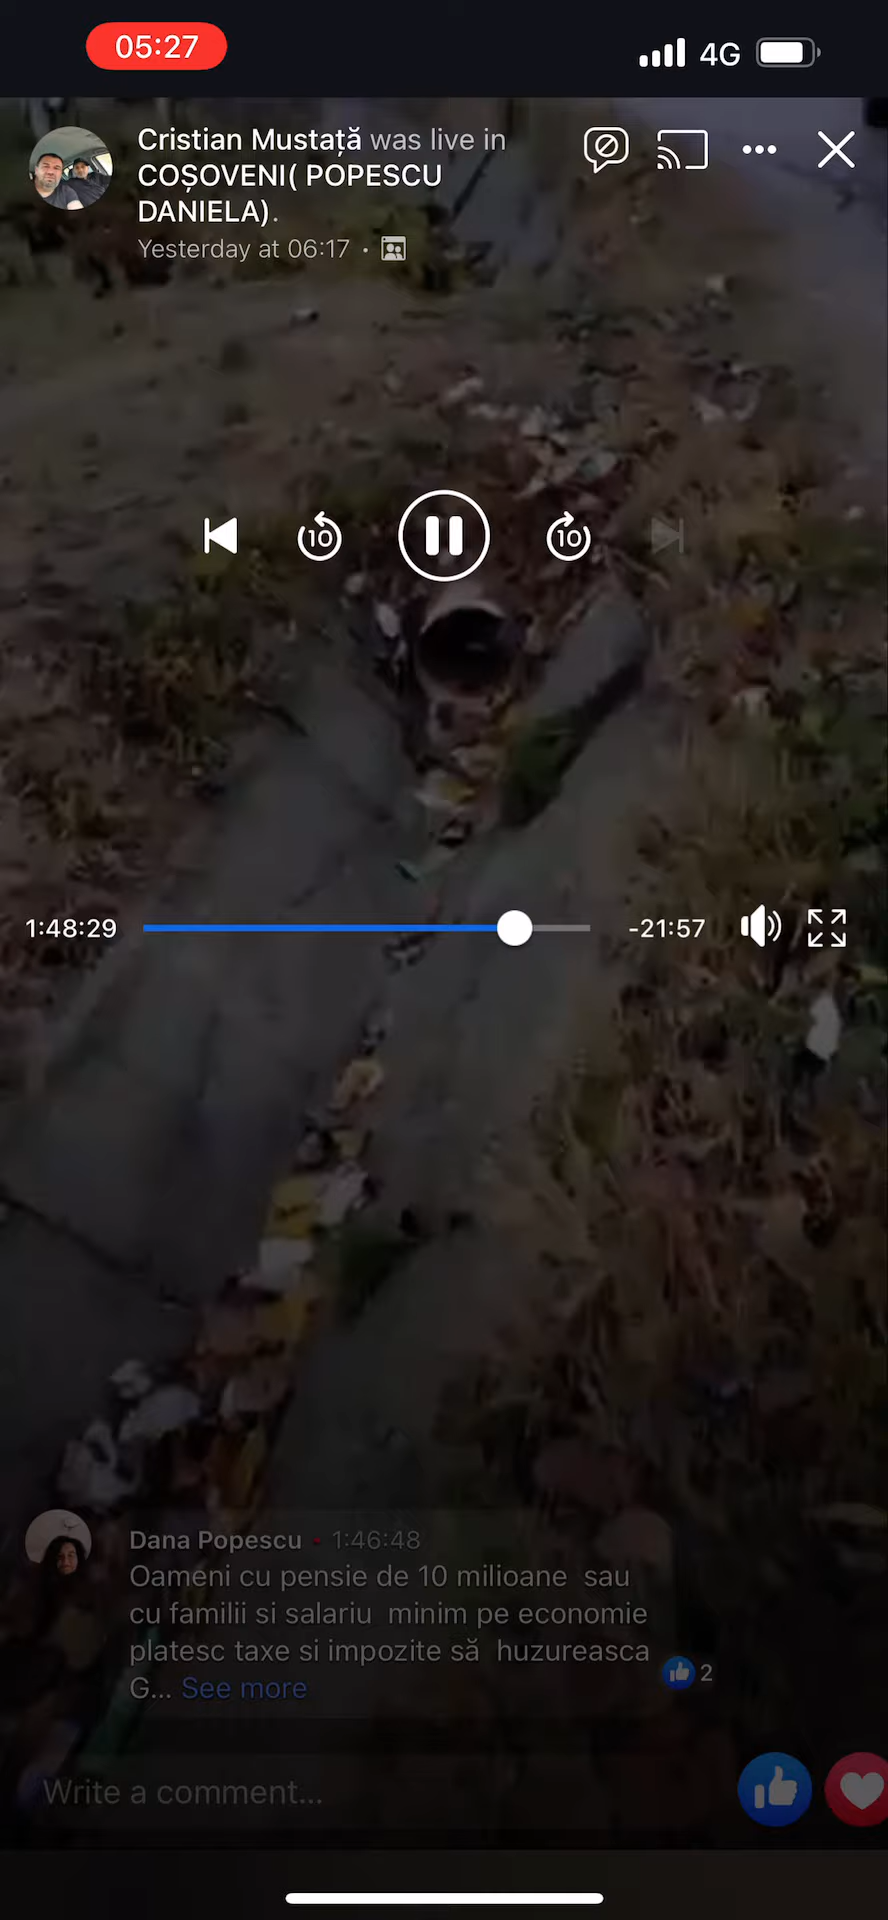 05:27
4G
Cristian Mustață was live in
COȘOVENI( POPESCU
DANIELA).
Yesterday at 06:17 ·
10
10
1:48:29
-21:57
Dana Popescu • 1:46:48
Oameni cu pensie de 10 milioane sau
cu familii si salariu minim pe economie
platesc taxe si impozite să huzureasca
G... See more
2
Write a comment...